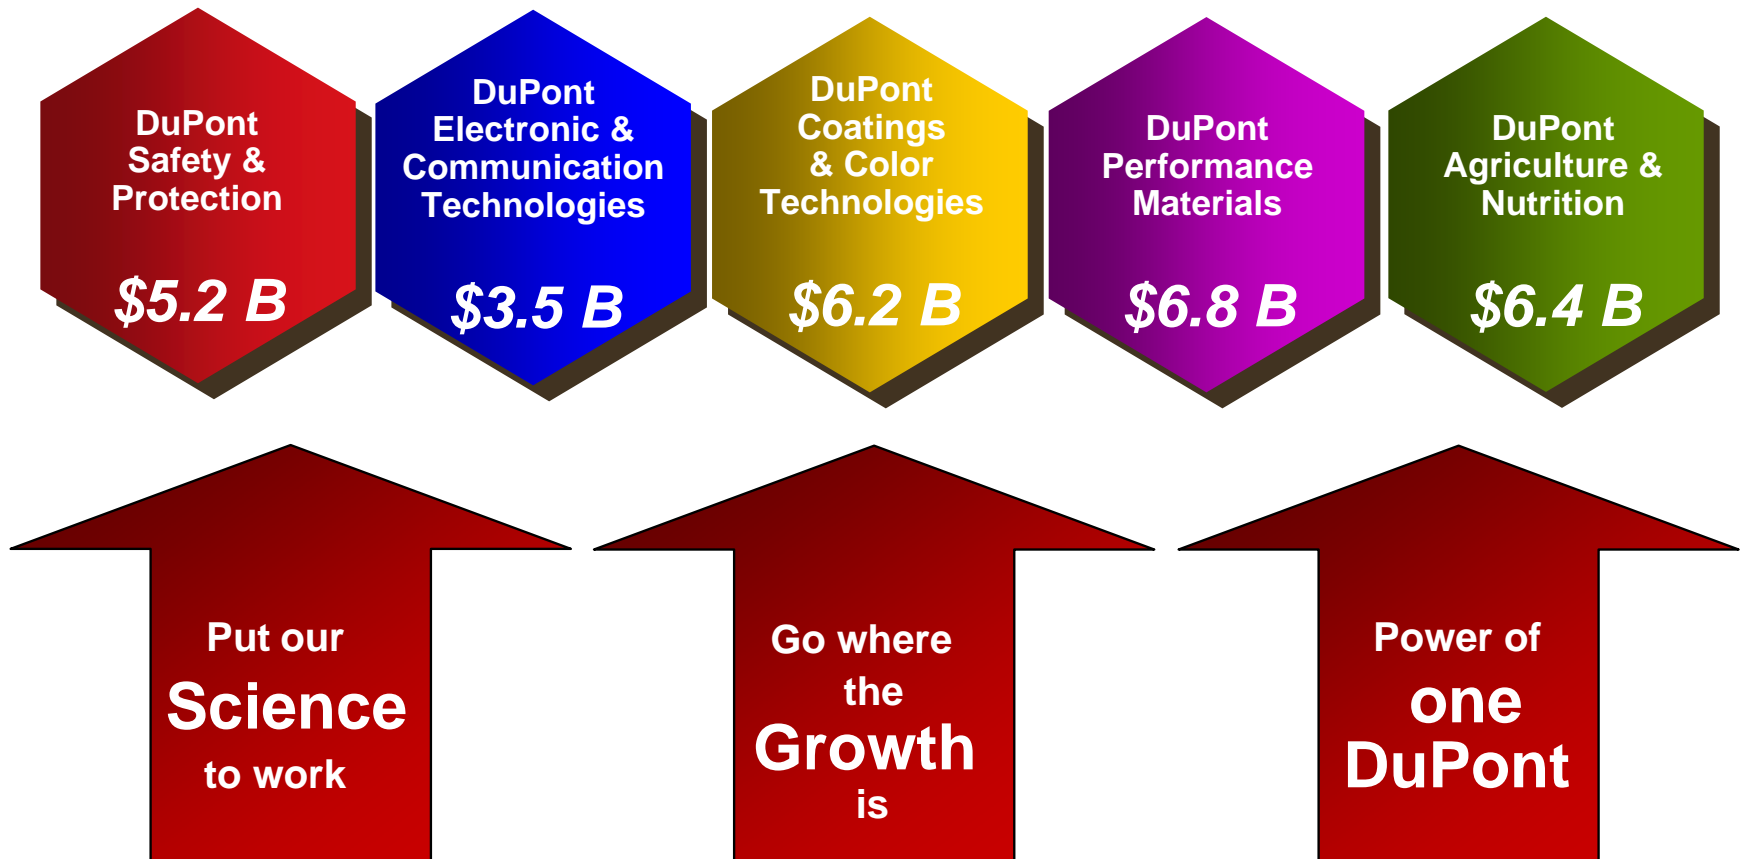 DuPont
Safety &
Protection
$5.2 B
DuPont
Electronic &
Communication
Technologies
$3.5 B
DuPont
Coatings
& Color
Technologies
$6.2 B
DuPont
Performance
Materials
$6.8 B
DuPont
Agriculture &
Nutrition
$6.4 B
Put our
Science
to work
Go where
the
Growth
is
Power of
one
DuPont